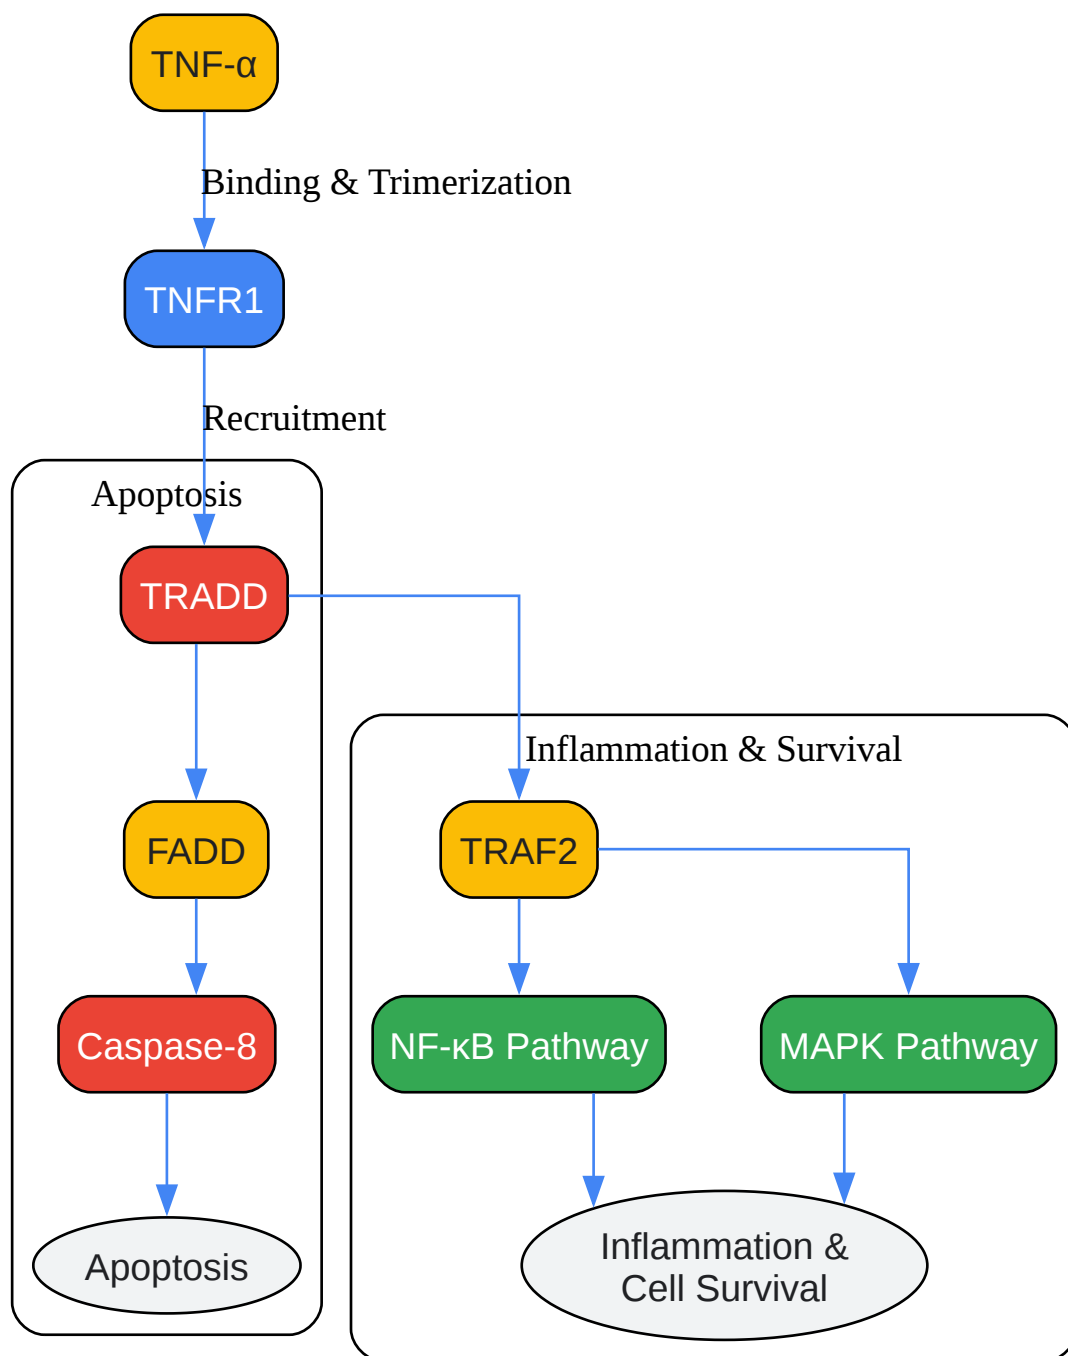 TNF-α
Binding & Trimerization
TNFR1
Recruitment
Apoptosis
TRADD
Inflammation & Survival
FADD
TRAF2
Caspase-8
NF-κB Pathway
MAPK Pathway
Apoptosis
Inflammation &
Cell Survival